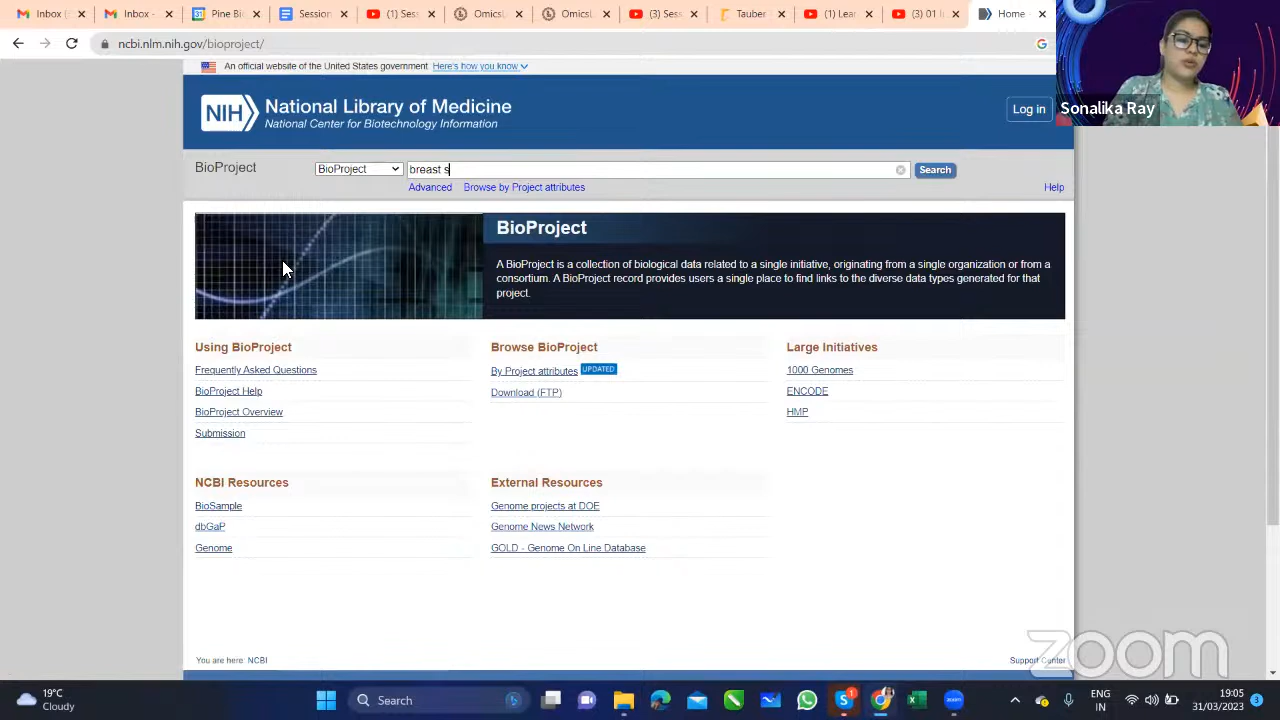 Inbox (
Inbox -
Pine Bi
Session
(1) Ses
OmicsL
OmicsL
(3) Ses
Tauber
(1) Lea
(3) 01 I
Home -
ncbi.nlm.nih.gov/bioproject/
An official website of the United States government. Here's how you know
NIH National Library of Medicine
National Center for Biotechnology Information
Log in
Sonalika Ray
BioProject
BioProject
breast s
Search
Advanced
Browse by Project attributes
Help
BioProject
A BioProject is a collection of biological data related to a single initiative, originating from a single organization or from a
consortium. A BioProject record provides users a single place to find links to the diverse data types generated for that
project.
Using BioProject
Frequently Asked Questions
BioProject Help
BioProject Overview
Submission
Browse BioProject
By Project attributes UPDATED
Download (FTP)
Large Initiatives
1000 Genomes
ENCODE
HMP
NCBI Resources
BioSample
dbGaP
Genome
External Resources
Genome projects at DOE
Genome News Network
GOLD - Genome On Line Database
You are here: NCBI
Support Center
zoom
19°C
Cloudy
Search
ENG
IN
19:05
31/03/2023